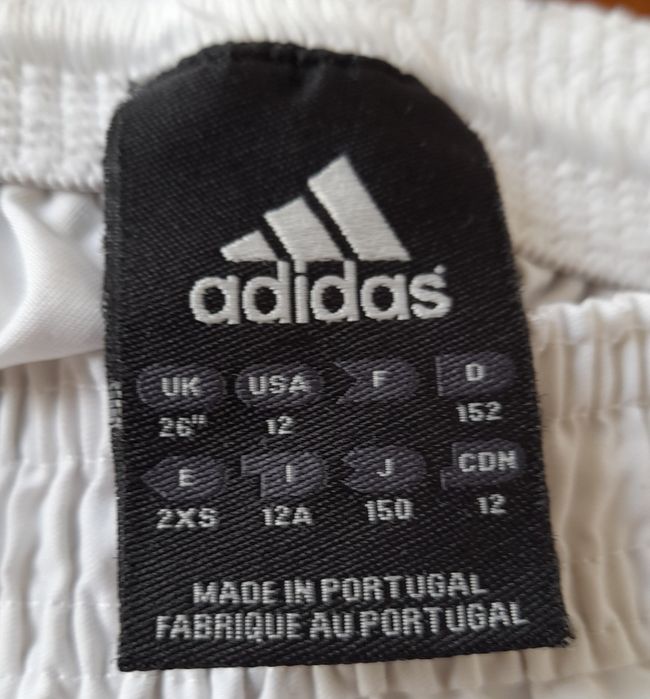 adidas
UK USA F D
26" 12 152
E I J CDN
2XS 12A 150 12
MADE IN PORTUGAL
FABRIQUE AU PORTUGAL